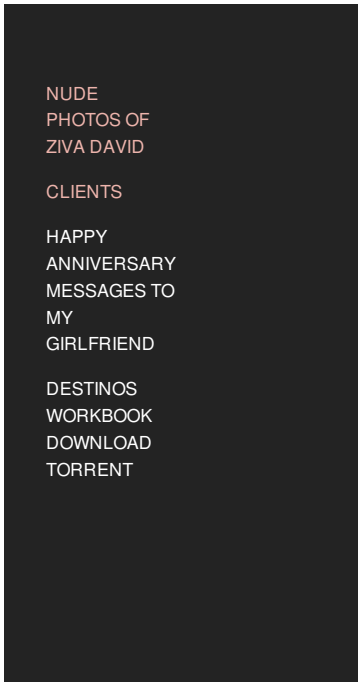 NUDE
PHOTOS OF
ZIVA DAVID
CLIENTS
HAPPY
ANNIVERSARY
MESSAGES TO
MY
GIRLFRIEND
DESTINOS
WORKBOOK
DOWNLOAD
TORRENT